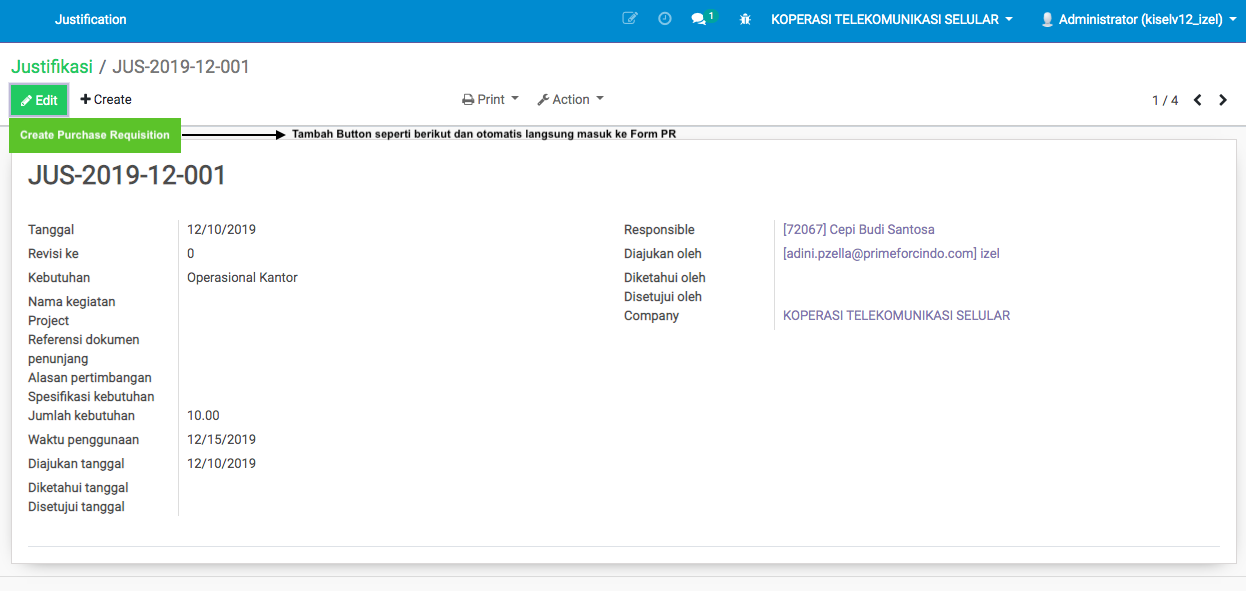 Justification
1
KOPERASI TELEKOMUNIKASI SELULAR
Administrator (kiselv12_izel)
Justifikasi / JUS-2019-12-001
Edit
Create
Print
Action
1 / 4
Create Purchase Requisition
Tambah Button seperti berikut dan otomatis langsung masuk ke Form PR
JUS-2019-12-001
Tanggal 12/10/2019
Revisi ke 0
Kebutuhan Operasional Kantor
Nama kegiatan
Project
Referensi dokumen
penunjang
Alasan pertimbangan
Spesifikasi kebutuhan
Jumlah kebutuhan 10.00
Waktu penggunaan 12/15/2019
Diajukan tanggal 12/10/2019
Diketahui tanggal
Disetujui tanggal
Responsible [72067] Cepi Budi Santosa
Diajukan oleh [adini.pzella@primeforcindo.com] izel
Diketahui oleh
Disetujui oleh
Company KOPERASI TELEKOMUNIKASI SELULAR